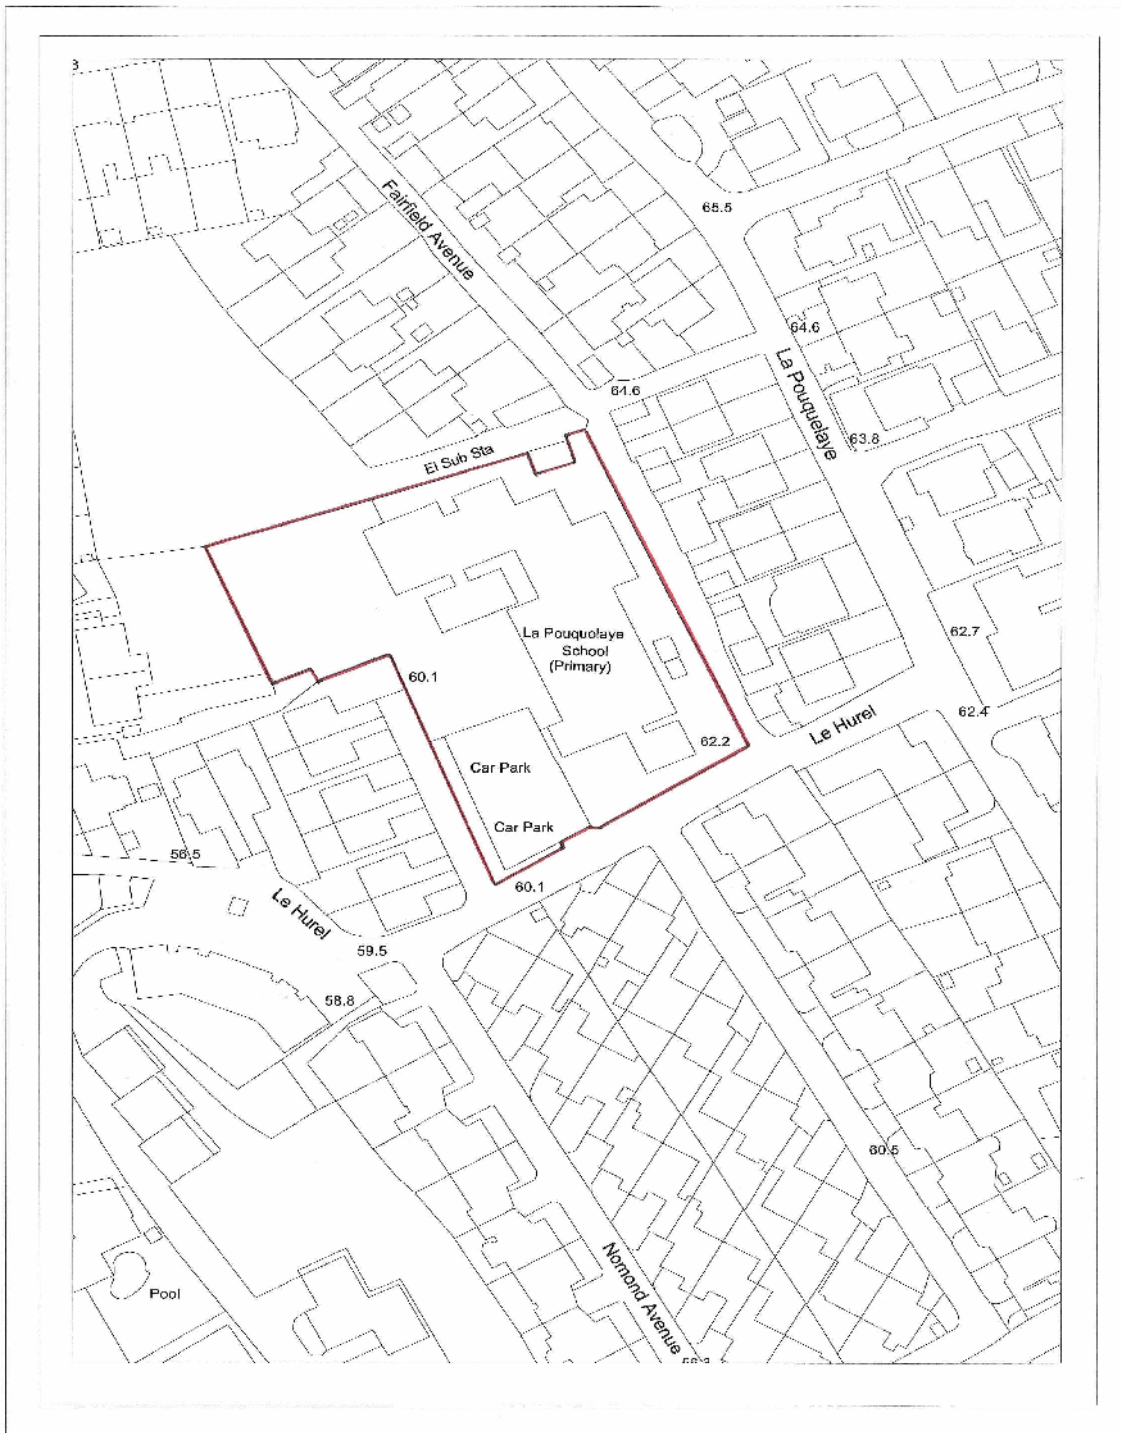 3
Fairfield Avenue
65.5
64.6
La Pouquelaye
64.6
63.8
El Sub Sta
La Pouquolaye
School
(Primary)
62.7
60.1
62.4
Le Hurel
62.2
Car Park
Car Park
56.5
60.1
Le Hurel
59.5
58.8
60.5
Nomond Avenue
Pool